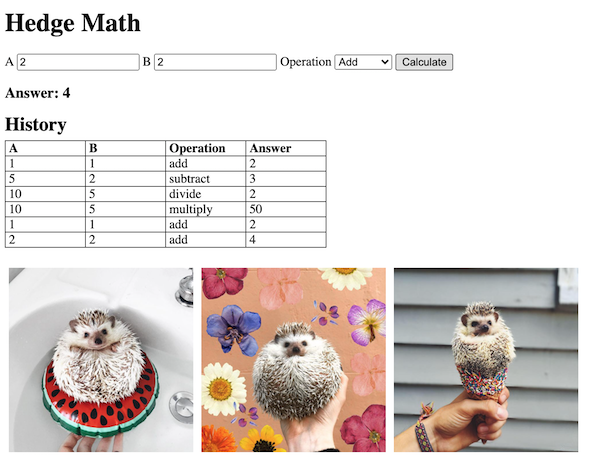 Hedge Math
A 2 B 2 Operation Add Calculate
Answer: 4
History
A B Operation Answer
1 1 add 2
5 2 subtract 3
10 5 divide 2
10 5 multiply 50
1 1 add 2
2 2 add 4